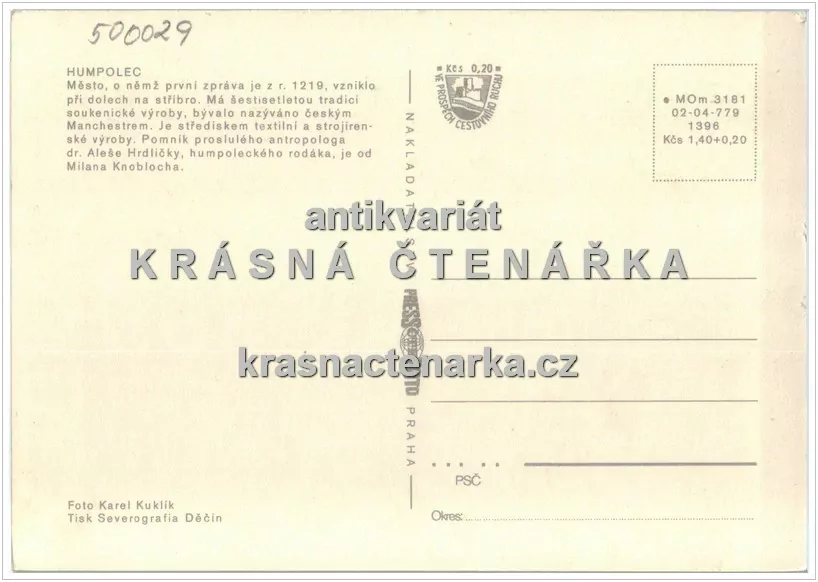 500029
HUMPOLEC
Město, o němž první zpráva je z r. 1219, vzniklo
při dolech na stříbro. Má šestisetletou tradici
soukenické výroby, bývalo nazýváno českým
Manchestrem. Je střediskem textilní a strojíren-
ské výroby. Pomník proslulého antropologa
dr. Aleše Hrdličky, humpoleckého rodáka, je od
Milana Knoblocha.
Kčs 0,20
VE PROSPĚCH CESTOVNÍHO RUCHU
● MOm 3181
02-04-779
1396
Kčs 1,40+0,20
antikvariát
KRÁSNÁ ČTENÁŘKA
krasnactenarka.cz
PRAHA
PSČ
Foto Karel Kuklík
Tisk Severografia Děčín
Okres: